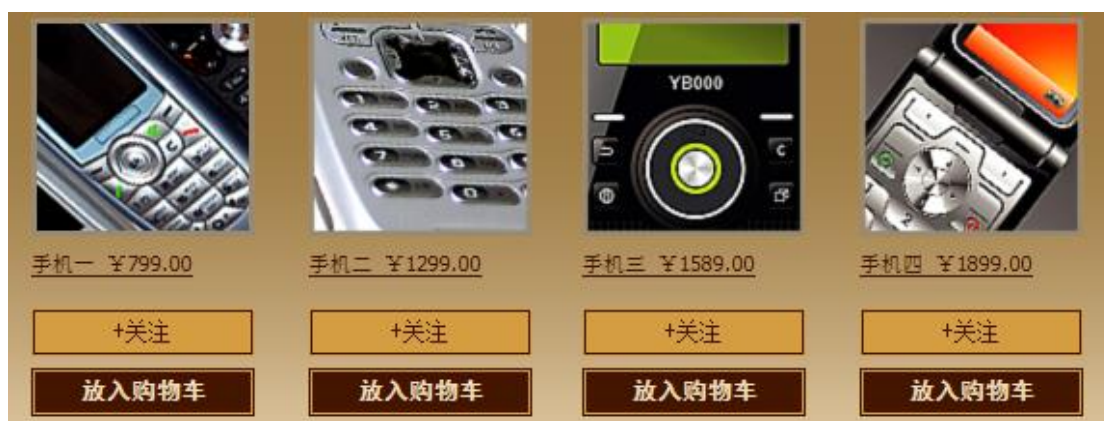 YB000
手机一 ￥799.00
手机二 ￥1299.00
手机三 ￥1589.00
手机四 ￥1899.00
+关注
+关注
+关注
+关注
放入购物车
放入购物车
放入购物车
放入购物车